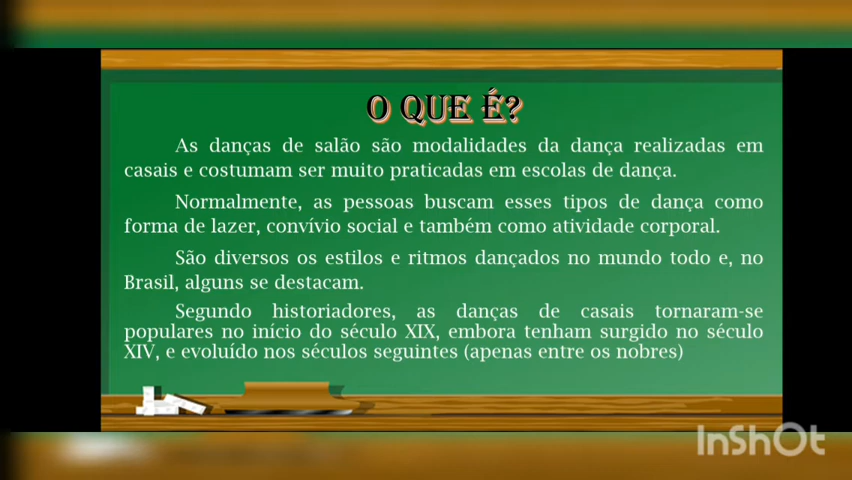 O QUE É?
As danças de salão são modalidades da dança realizadas em
casais e costumam ser muito praticadas em escolas de dança.
Normalmente, as pessoas buscam esses tipos de dança como
forma de lazer, convívio social e também como atividade corporal.
São diversos os estilos e ritmos dançados no mundo todo e, no
Brasil, alguns se destacam.
Segundo historiadores, as danças de casais tornaram-se
populares no início do século XIX, embora tenham surgido no século
XIV, e evoluído nos séculos seguintes (apenas entre os nobres)
InShOt